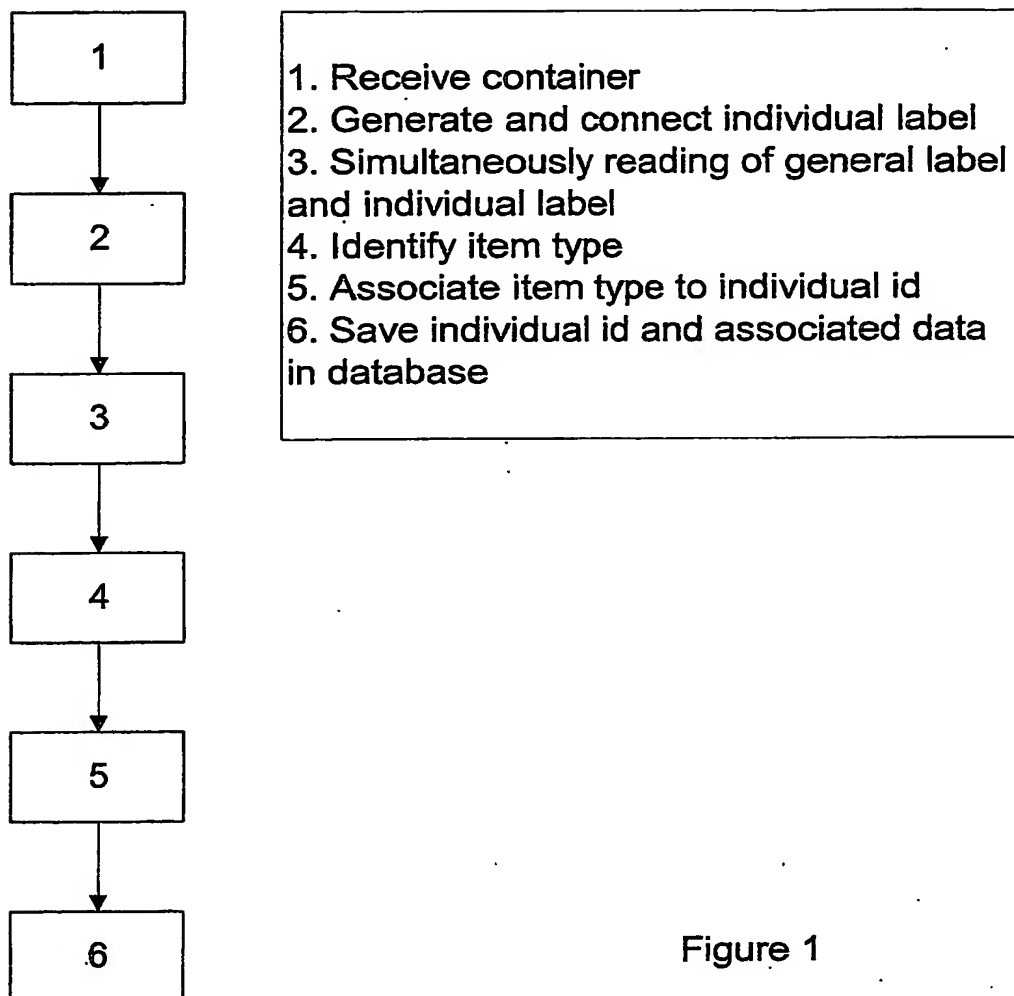 1
2
3
4
5
6
1. Receive container
2. Generate and connect individual label
3. Simultaneously reading of general label
and individual label
4. Identify item type
5. Associate item type to individual id
6. Save individual id and associated data
in database
Figure 1